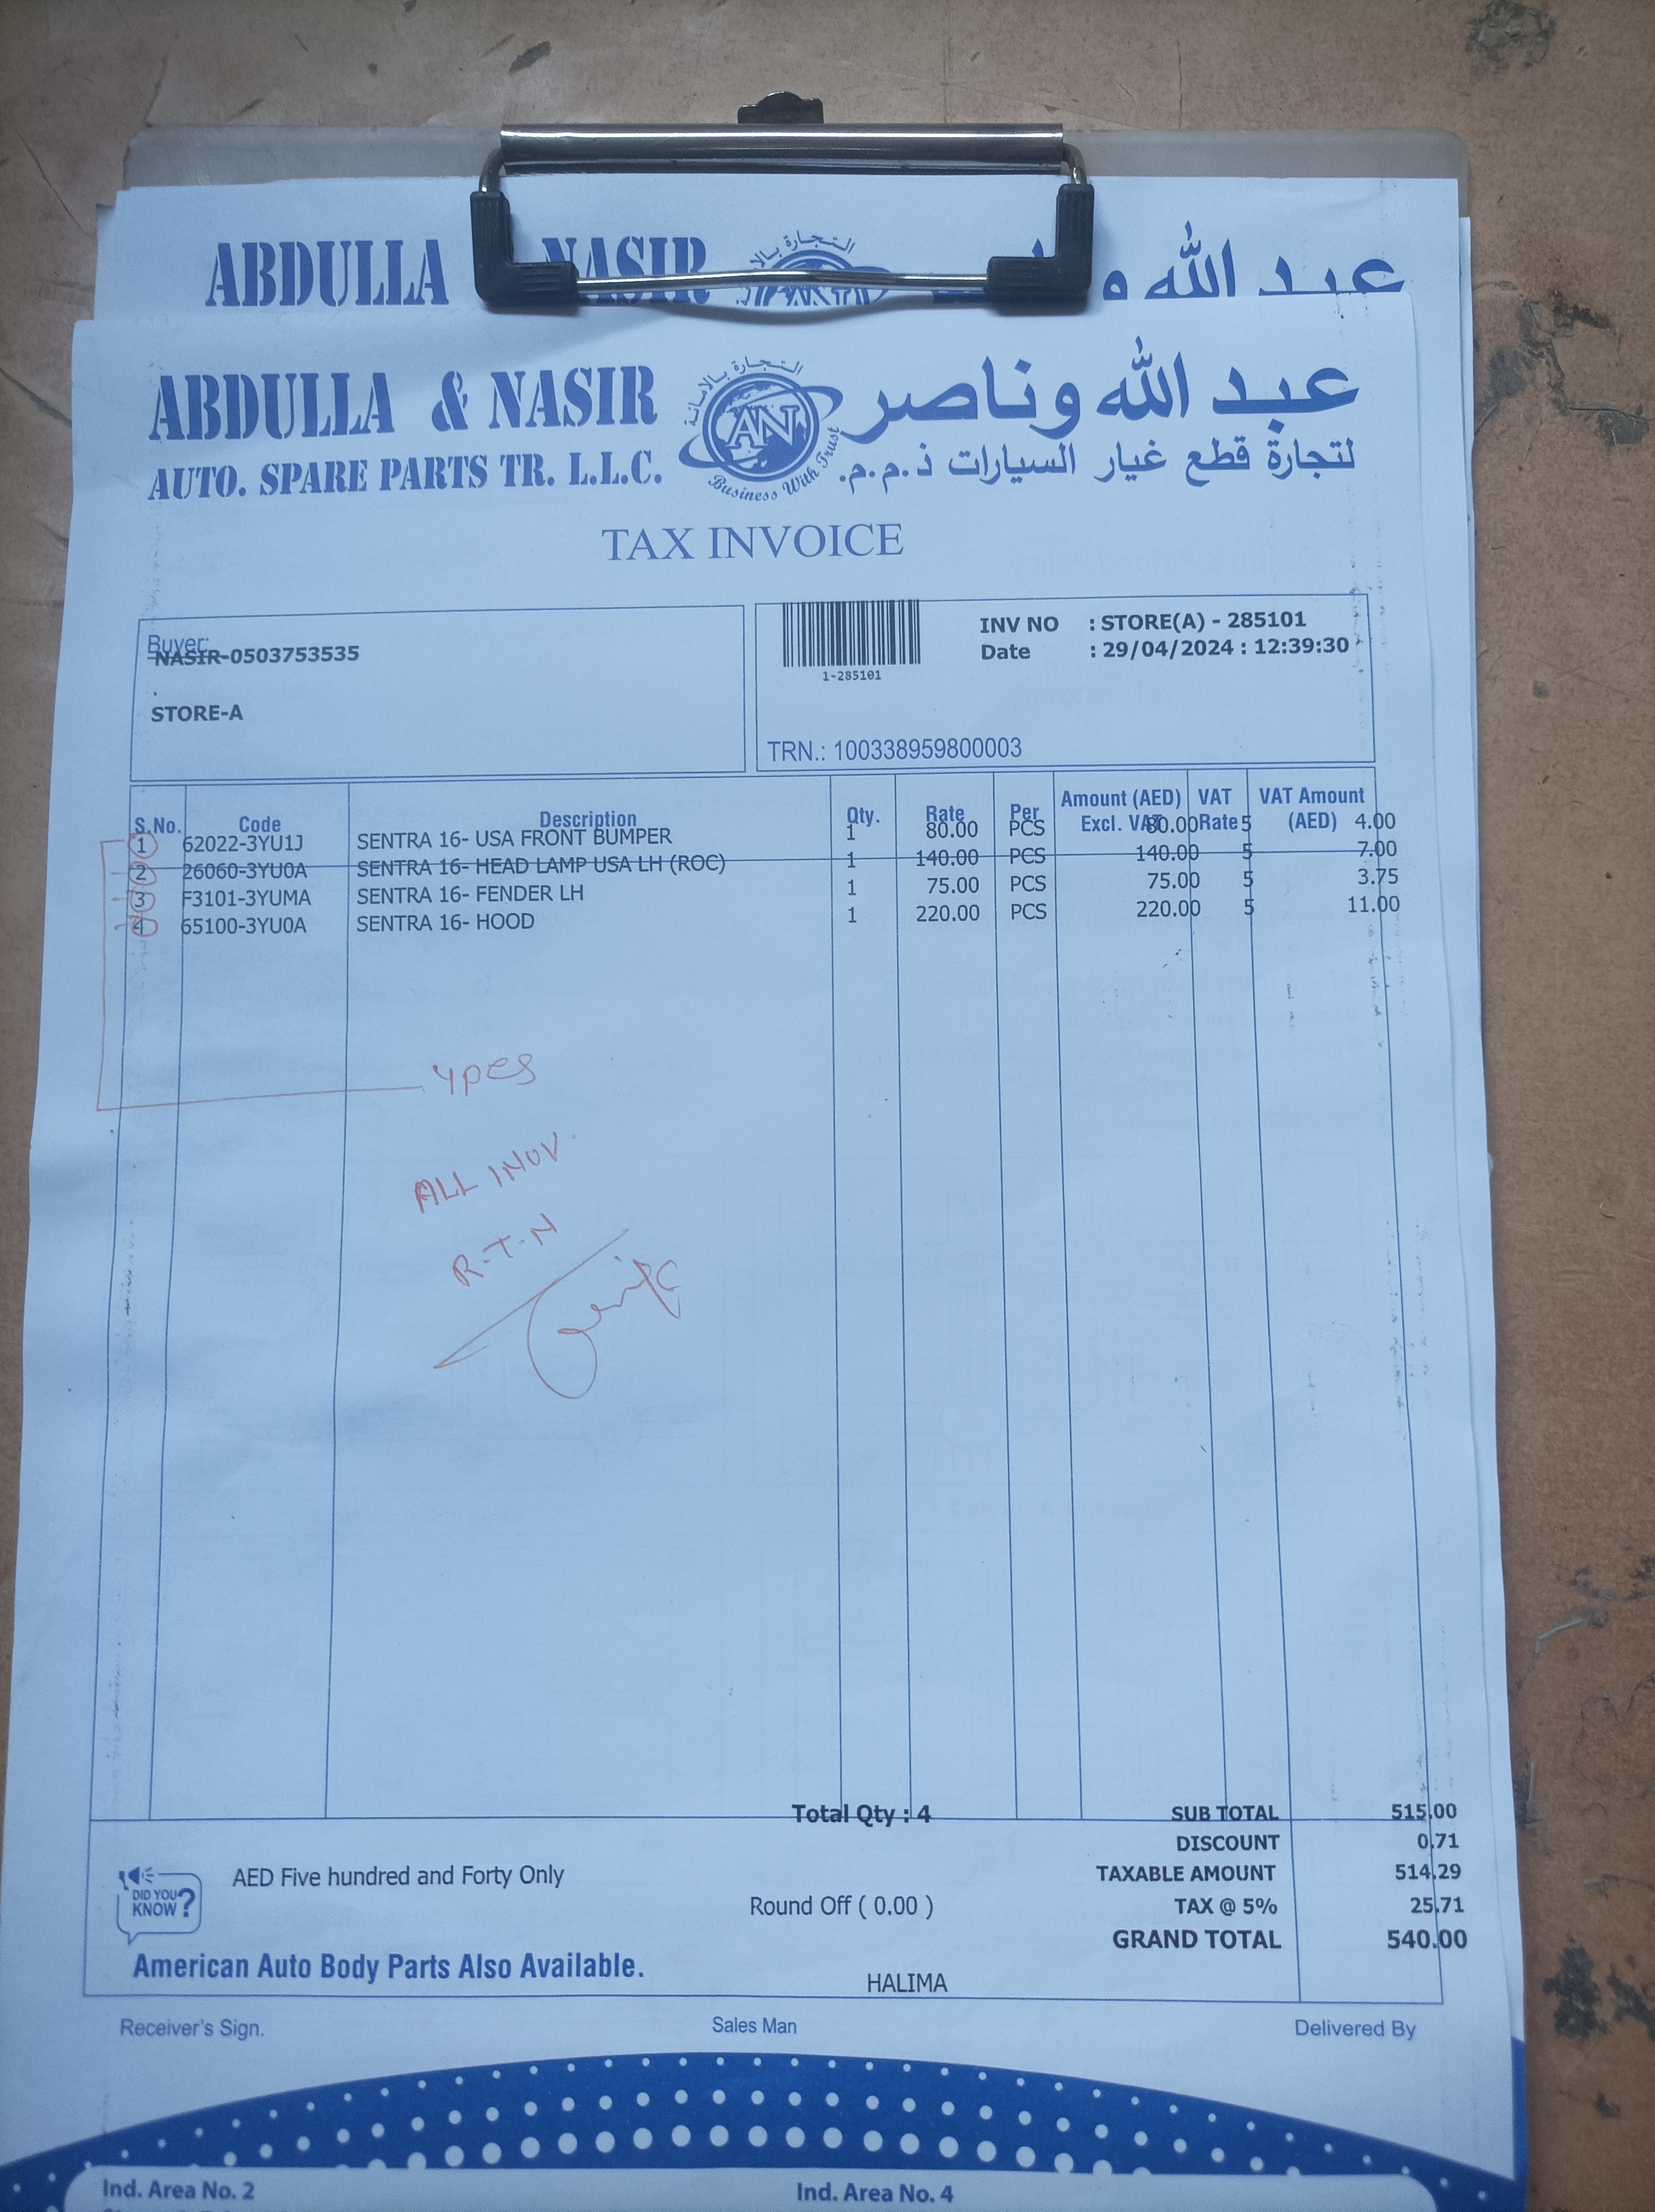 ABDULLA NASIR
عبد الله و
ABDULLA & NASIR
عبد الله وناصر
AUTO. SPARE PARTS TR. L.L.C.
لتجارة قطع غيار السيارات ذ.م.م.
التجارة بالامانة
AN
Business With Trust
TAX INVOICE
Buyer:
NASIR-0503753535
.
STORE-A
1-285101
INV NO : STORE(A) - 285101
Date : 29/04/2024 : 12:39:30
TRN.: 100338959800003
S.No. Code Description Qty. Rate Per Amount (AED) Excl. VAT VAT Rate VAT Amount (AED)
1 62022-3YU1J SENTRA 16- USA FRONT BUMPER 1 80.00 PCS 80.00 5 4.00
2 26060-3YU0A SENTRA 16- HEAD LAMP USA LH (ROC) 1 140.00 PCS 140.00 5 7.00
3 F3101-3YUMA SENTRA 16- FENDER LH 1 75.00 PCS 75.00 5 3.75
4 65100-3YU0A SENTRA 16- HOOD 1 220.00 PCS 220.00 5 11.00
4pcs
ALL INOV.
R.T.N
Total Qty : 4
SUB TOTAL 515.00
DISCOUNT 0.71
TAXABLE AMOUNT 514.29
TAX @ 5% 25.71
GRAND TOTAL 540.00
DID YOU KNOW?
AED Five hundred and Forty Only
Round Off ( 0.00 )
American Auto Body Parts Also Available.
HALIMA
Receiver's Sign. Sales Man Delivered By
Ind. Area No. 2 Ind. Area No. 4